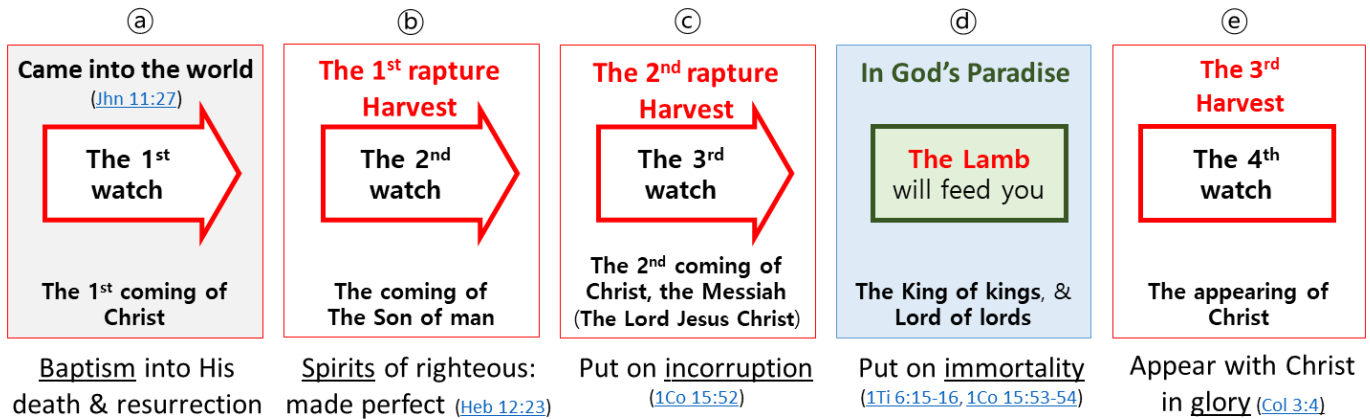 ⓐ
Came into the world
(Jhn 11:27)
The 1st
watch
The 1st coming of
Christ
Baptism into His
death & resurrection
ⓑ
The 1st rapture
Harvest
The 2nd
watch
The coming of
The Son of man
Spirits of righteous:
made perfect (Heb 12:23)
ⓒ
The 2nd rapture
Harvest
The 3rd
watch
The 2nd coming of
Christ, the Messiah
(The Lord Jesus Christ)
Put on incorruption
(1Co 15:52)
ⓓ
In God's Paradise
The Lamb
will feed you
The King of kings, &
Lord of lords
Put on immortality
(1Ti 6:15-16, 1Co 15:53-54)
ⓔ
The 3rd
Harvest
The 4th
watch
The appearing of
Christ
Appear with Christ
in glory (Col 3:4)